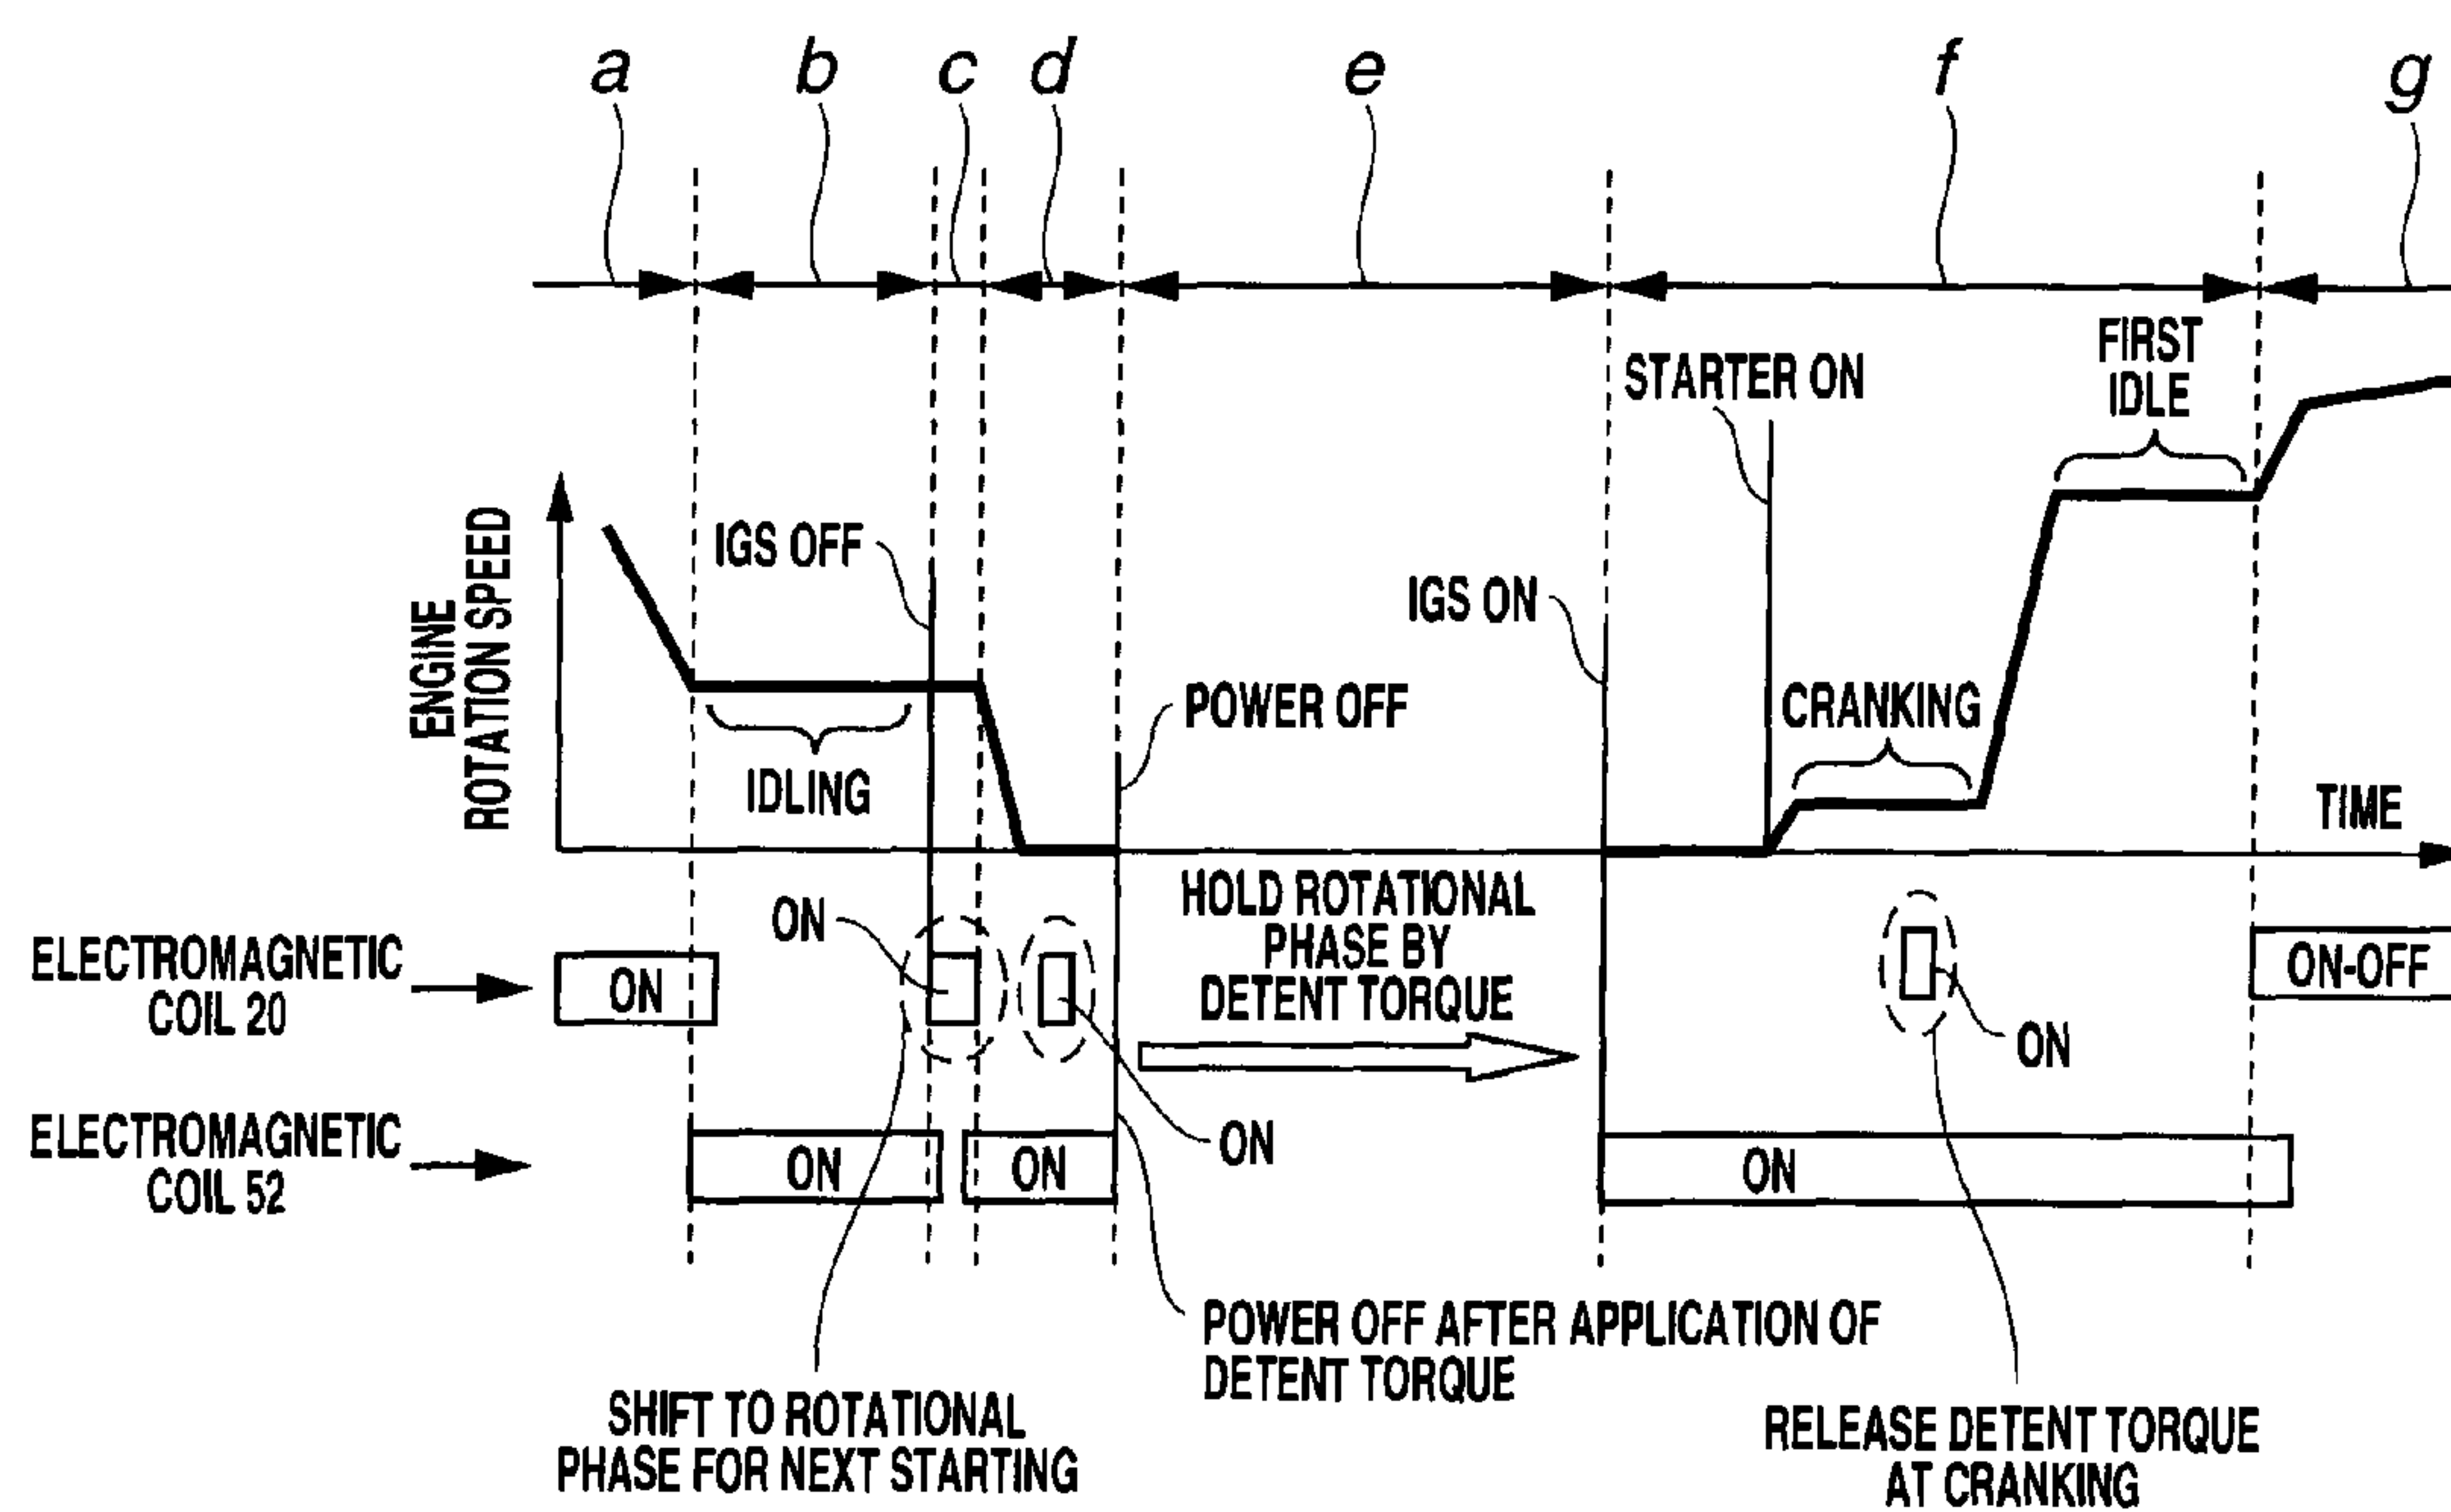 a b c d e f g
FIRST
IDLE
STARTER ON
IGS OFF
IGS ON
ENGINE
ROTATION SPEED
POWER OFF
CRANKING
IDLING
TIME
HOLD ROTATIONAL
PHASE BY
DETENT TORQUE
ON
ELECTROMAGNETIC
COIL 20
ON
ON-OFF
ON
ON
ELECTROMAGNETIC
COIL 52
ON
ON
ON
POWER OFF AFTER APPLICATION OF
DETENT TORQUE
SHIFT TO ROTATIONAL
PHASE FOR NEXT STARTING
RELEASE DETENT TORQUE
AT CRANKING